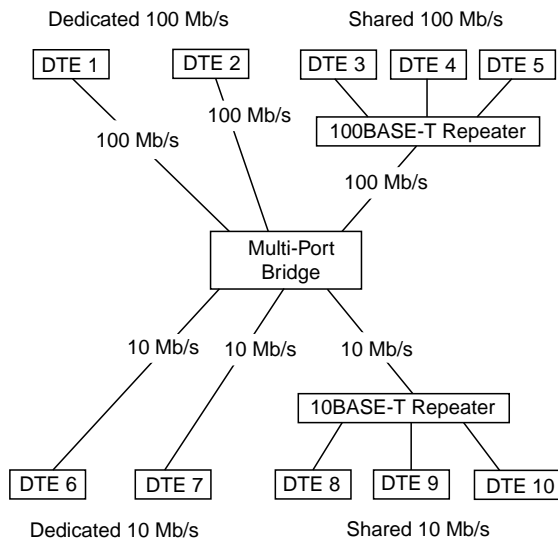 Dedicated 100 Mb/s
Shared 100 Mb/s
DTE 1
DTE 2
DTE 3
DTE 4
DTE 5
100 Mb/s
100 Mb/s
100BASE-T Repeater
100 Mb/s
Multi-Port
Bridge
10 Mb/s
10 Mb/s
10 Mb/s
10BASE-T Repeater
DTE 6
DTE 7
DTE 8
DTE 9
DTE 10
Dedicated 10 Mb/s
Shared 10 Mb/s